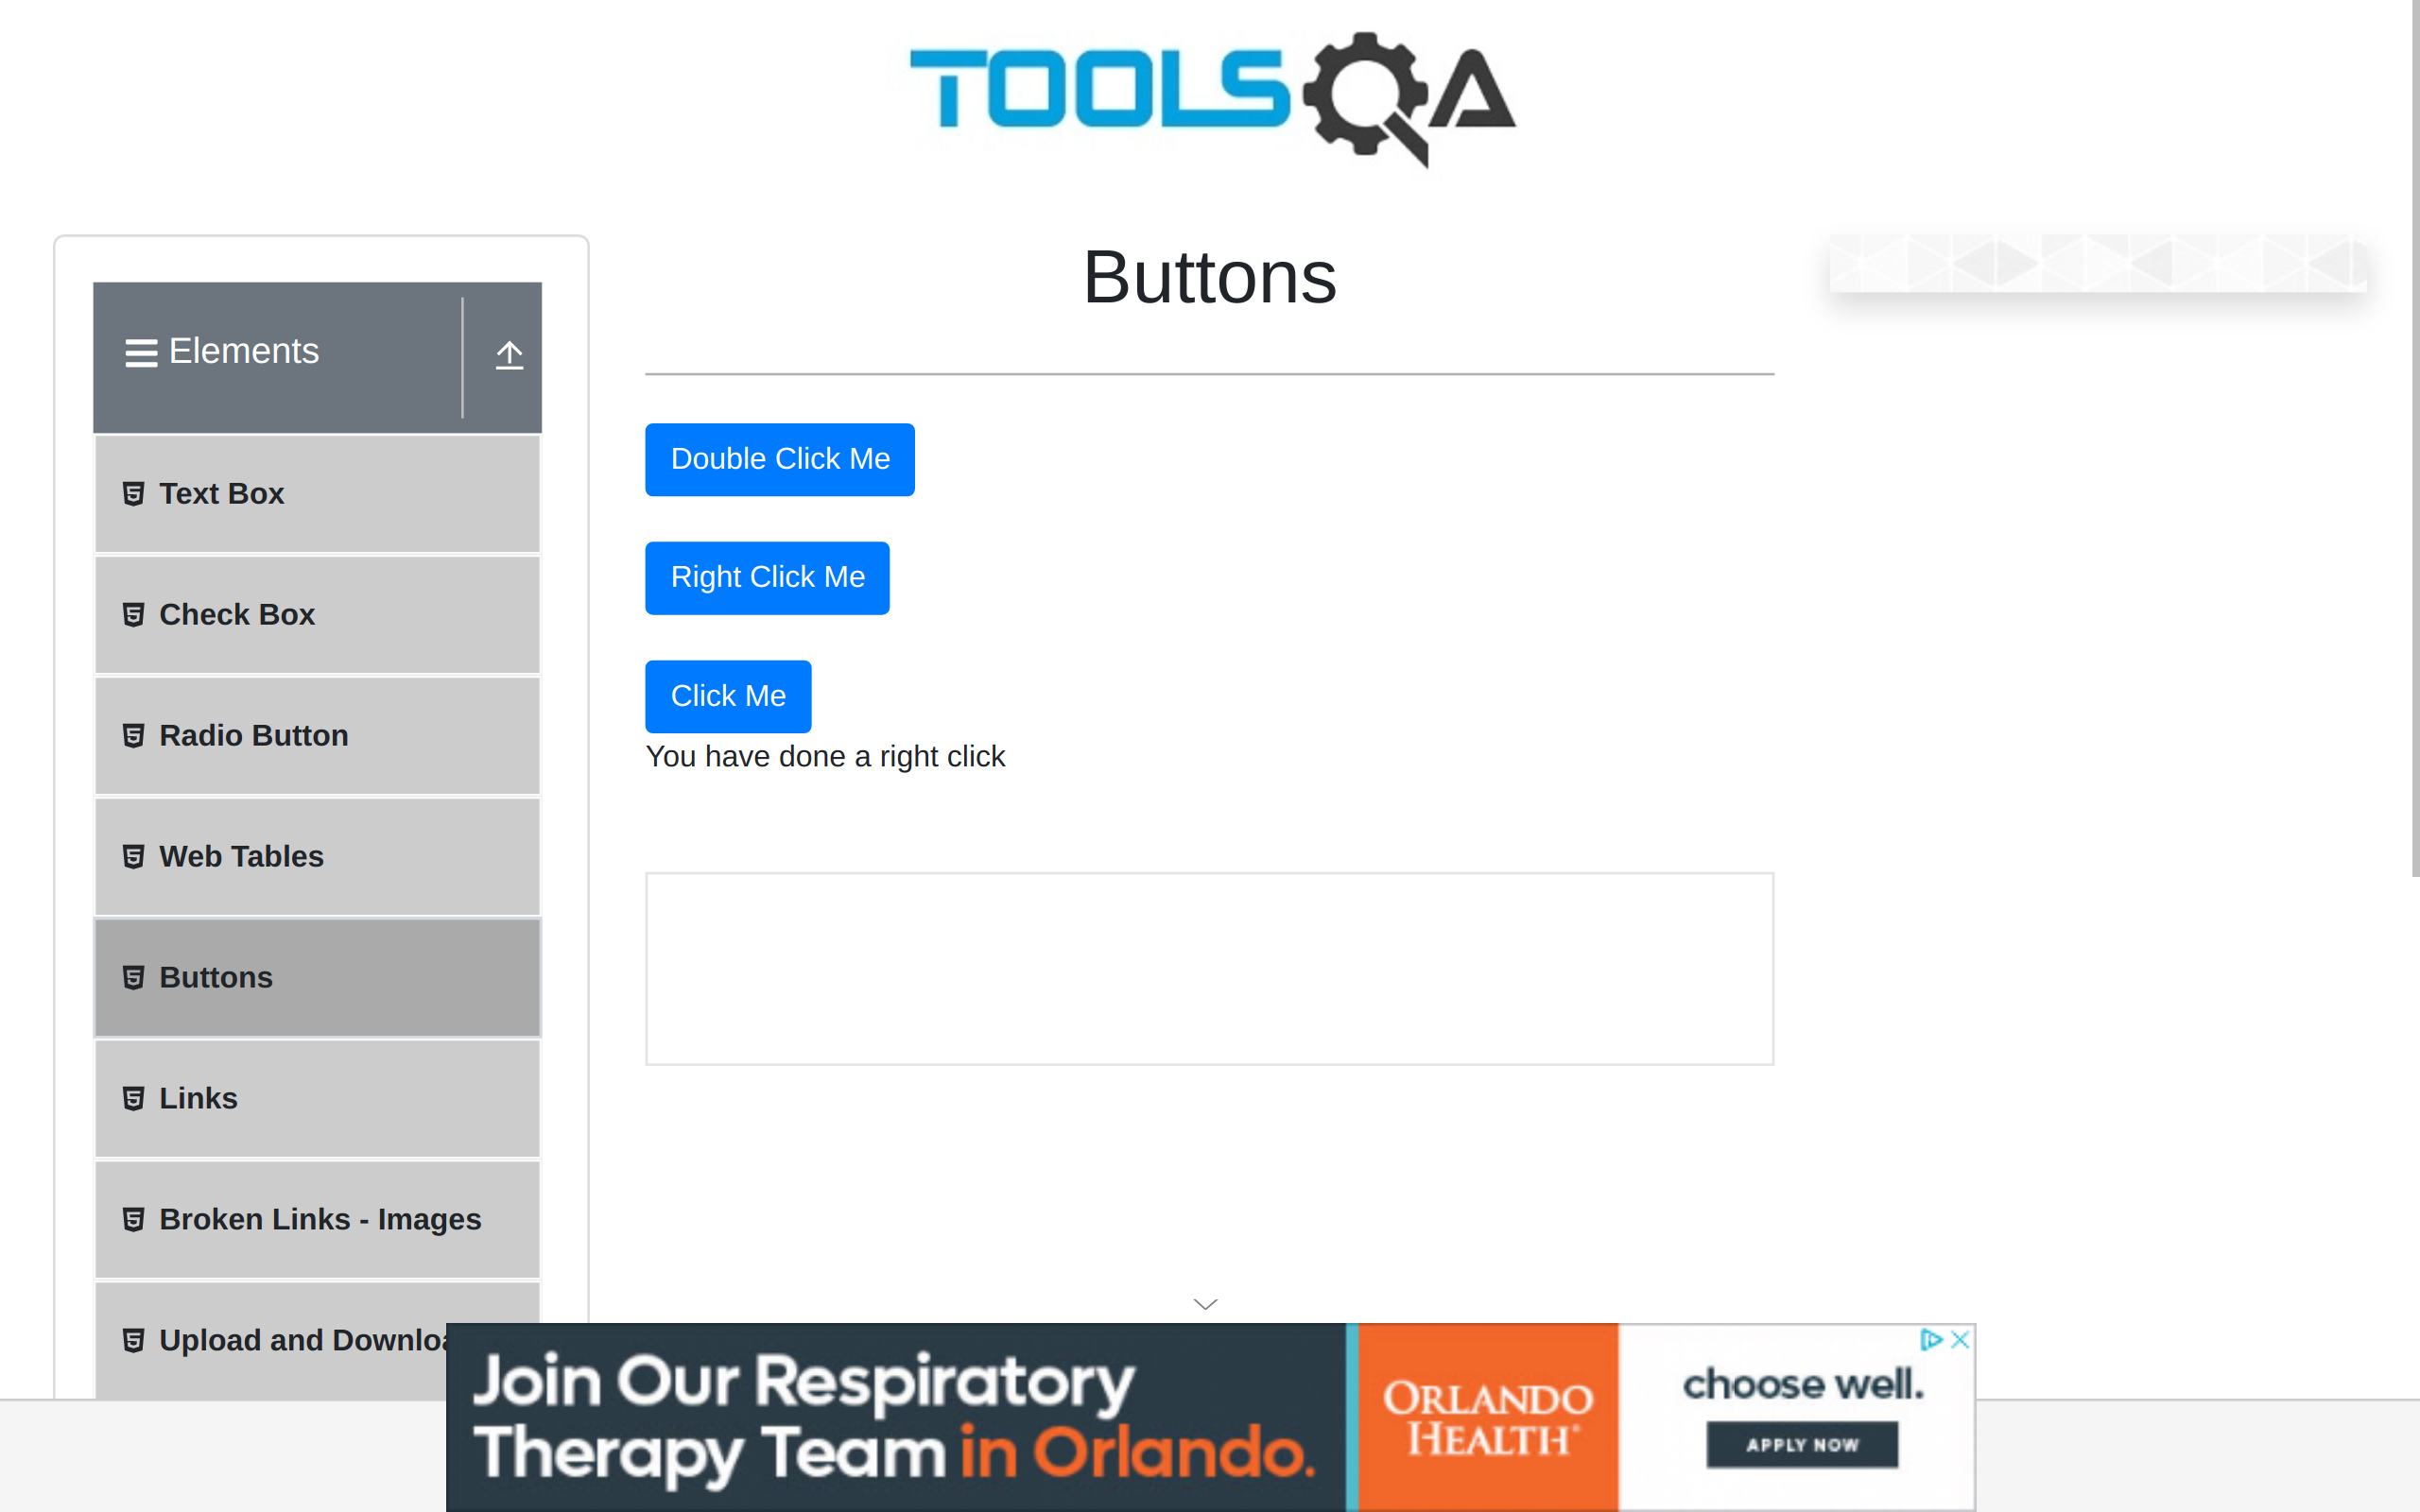 TOOLSQA
Buttons
Elements
Text Box
Check Box
Radio Button
Web Tables
Buttons
Links
Broken Links - Images
Upload and Downloa
Double Click Me
Right Click Me
Click Me
You have done a right click
Join Our Respiratory
Therapy Team in Orlando.
ORLANDO
HEALTH®
choose well.
APPLY NOW